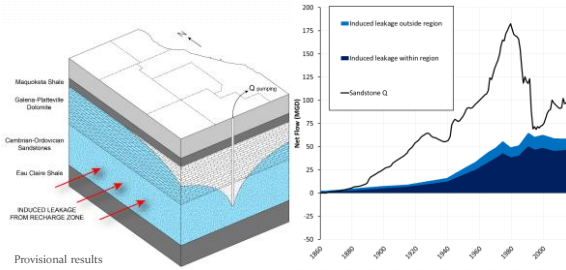 N
Q pumping
Maquoketa Shale
Galena-Platteville
Dolomite
Cambrian-Ordovician
Sandstones
Eau Claire Shale
INDUCED LEAKAGE
FROM RECHARGE ZONE
Provisional results
Induced leakage outside region
Induced leakage within region
Sandstone Q
Net Flow (MGD)
200
175
150
125
100
75
50
25
0
-50
1860
1880
1900
1920
1940
1960
1980
2000